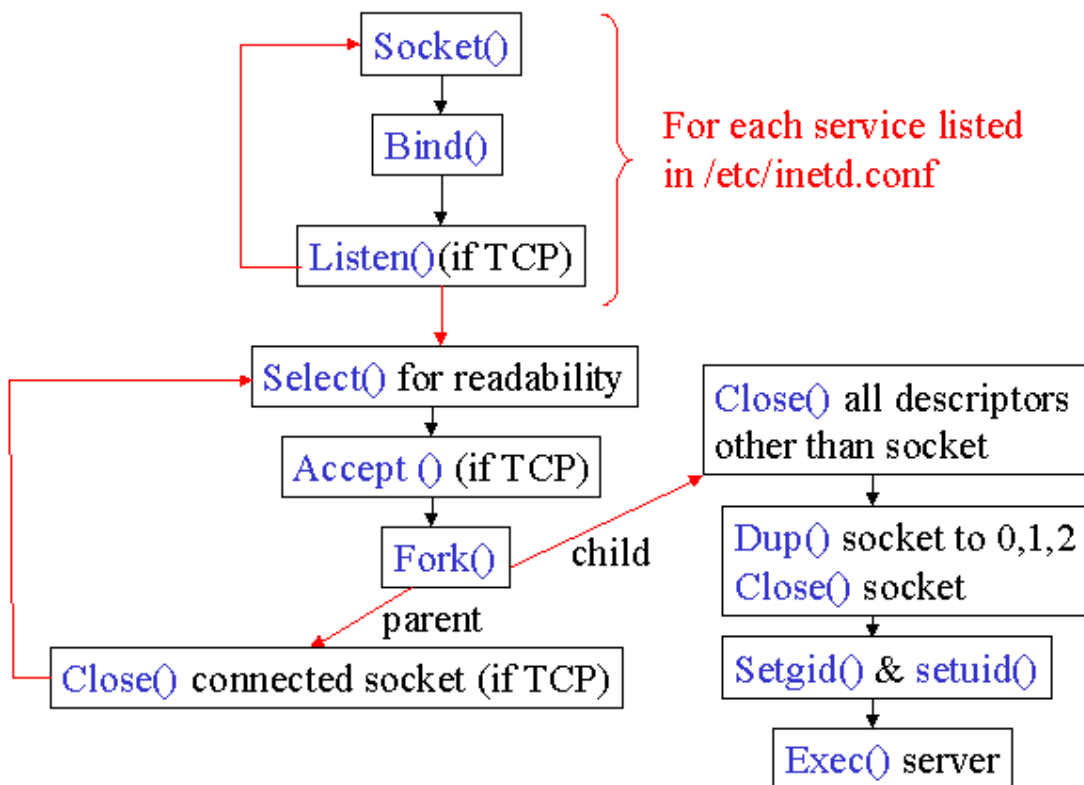 Socket()
Bind()
Listen()(if TCP)
For each service listed
in /etc/inetd.conf
Select() for readability
Accept () (if TCP)
Fork()
parent
child
Close() connected socket (if TCP)
Close() all descriptors
other than socket
Dup() socket to 0,1,2
Close() socket
Setgid() & setuid()
Exec() server